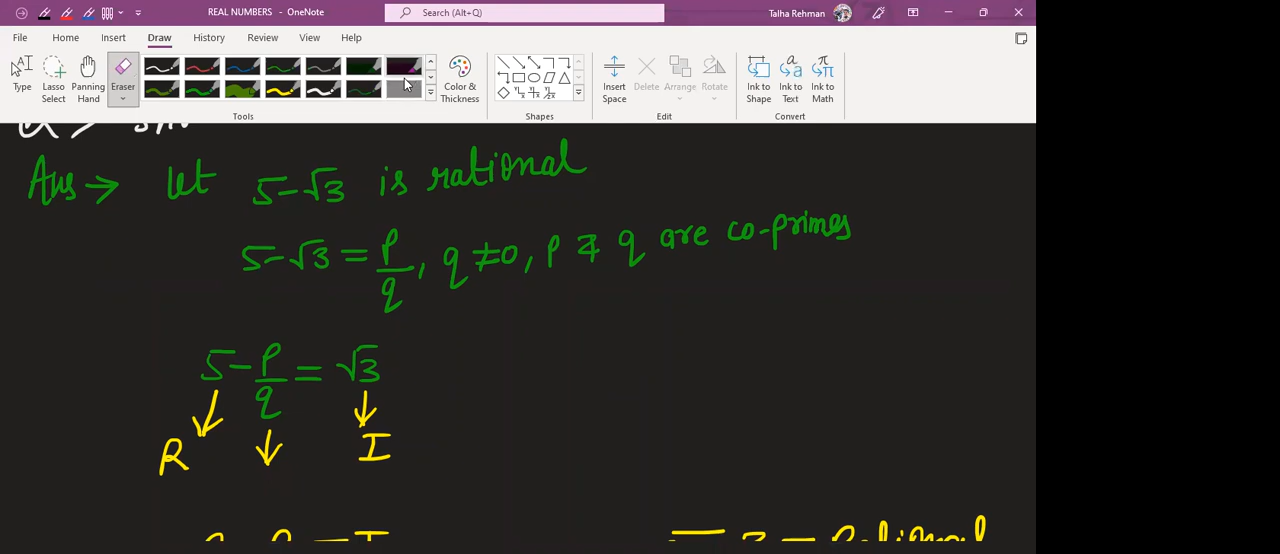 REAL NUMBERS - OneNote
Search (Alt+Q)
Talha Rehman
File Home Insert Draw History Review View Help
Type Lasso Select Panning Hand Eraser
Color & Thickness
Insert Space Delete Arrange Rotate
Ink to Shape Ink to Text Ink to Math
Tools Shapes Edit Convert
Ans → Let 5-√3 is rational
5-√3 = p/q, q≠0, p & q are co-primes
5 - p/q = √3
R I
3 = Rational